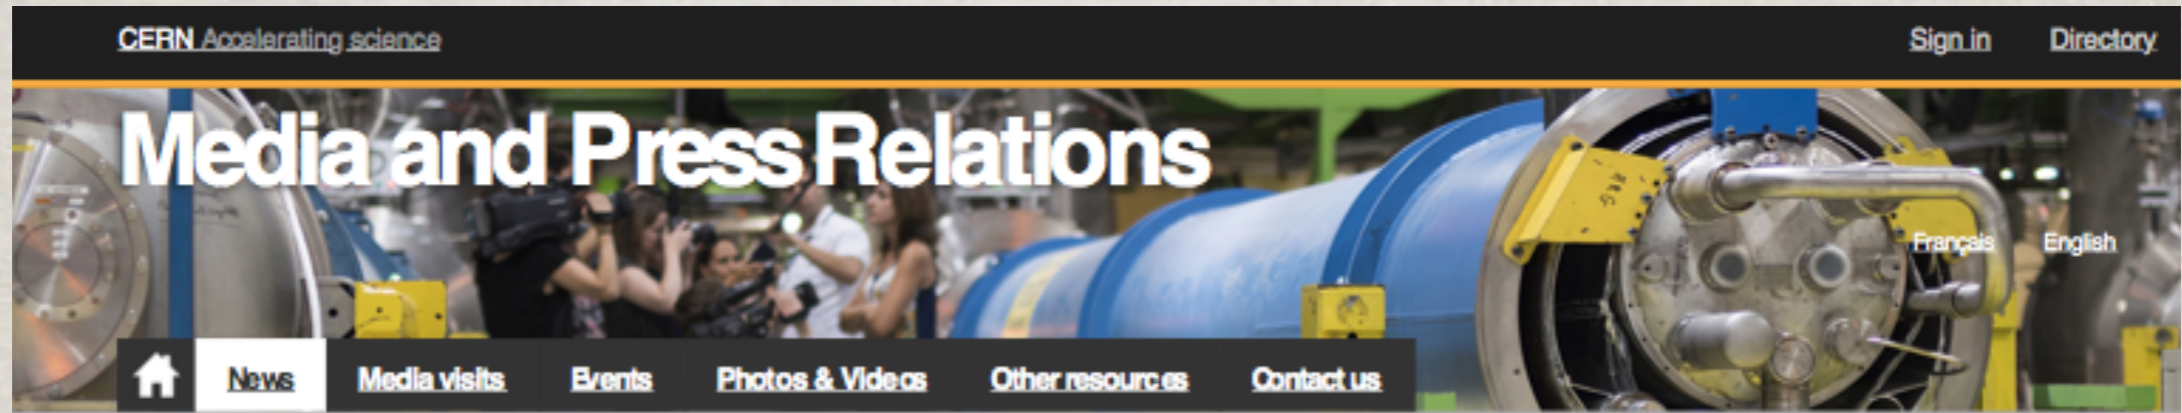 CERN Accelerating science
Sign in Directory
Media and Press Relations
Français English
News Media visits Events Photos & Videos Other resources Contact us